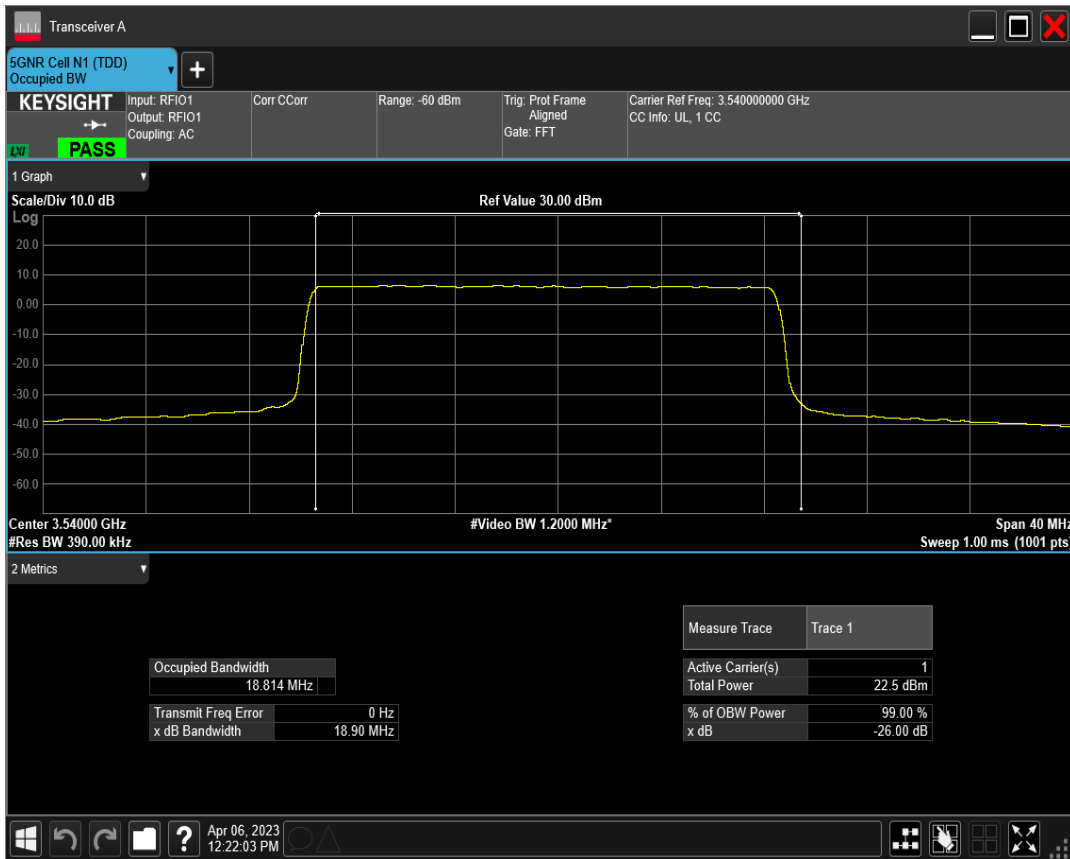 Transceiver A
5GNR Cell N1 (TDD)
Occupied BW
+
KEYSIGHT
LXI
PASS
Input: RFIO1
Output: RFIO1
Coupling: AC
Corr CCorr
Range: -60 dBm
Trig: Prot Frame
Aligned
Gate: FFT
Carrier Ref Freq: 3.540000000 GHz
CC Info: UL, 1 CC
1 Graph
Scale/Div 10.0 dB
Ref Value 30.00 dBm
Log
20.0
10.0
0.00
-10.0
-20.0
-30.0
-40.0
-50.0
-60.0
Center 3.54000 GHz
#Video BW 1.2000 MHz*
Span 40 MHz
#Res BW 390.00 kHz
Sweep 1.00 ms (1001 pts)
2 Metrics
Measure Trace
Trace 1
Occupied Bandwidth
18.814 MHz
Active Carrier(s)
1
Total Power
22.5 dBm
Transmit Freq Error
0 Hz
x dB Bandwidth
18.90 MHz
% of OBW Power
99.00 %
x dB
-26.00 dB
?
Apr 06, 2023
12:22:03 PM